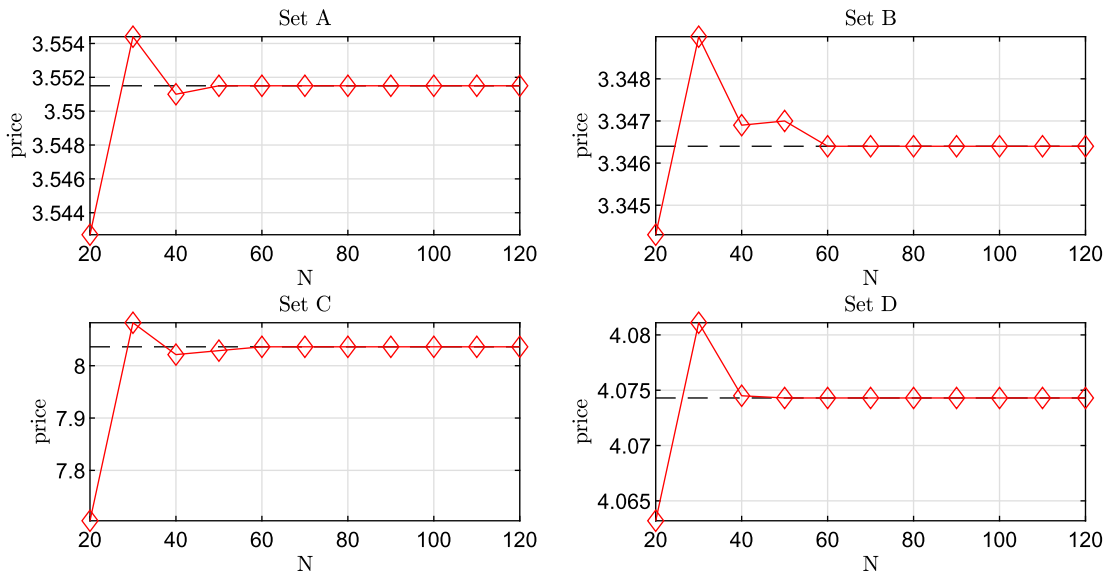 Set A
3.554
3.552
3.55
3.548
3.546
3.544
price
20 40 60 80 100 120
N
Set B
3.348
3.347
3.346
3.345
price
20 40 60 80 100 120
N
Set C
8
7.9
7.8
price
20 40 60 80 100 120
N
Set D
4.08
4.075
4.07
4.065
price
20 40 60 80 100 120
N